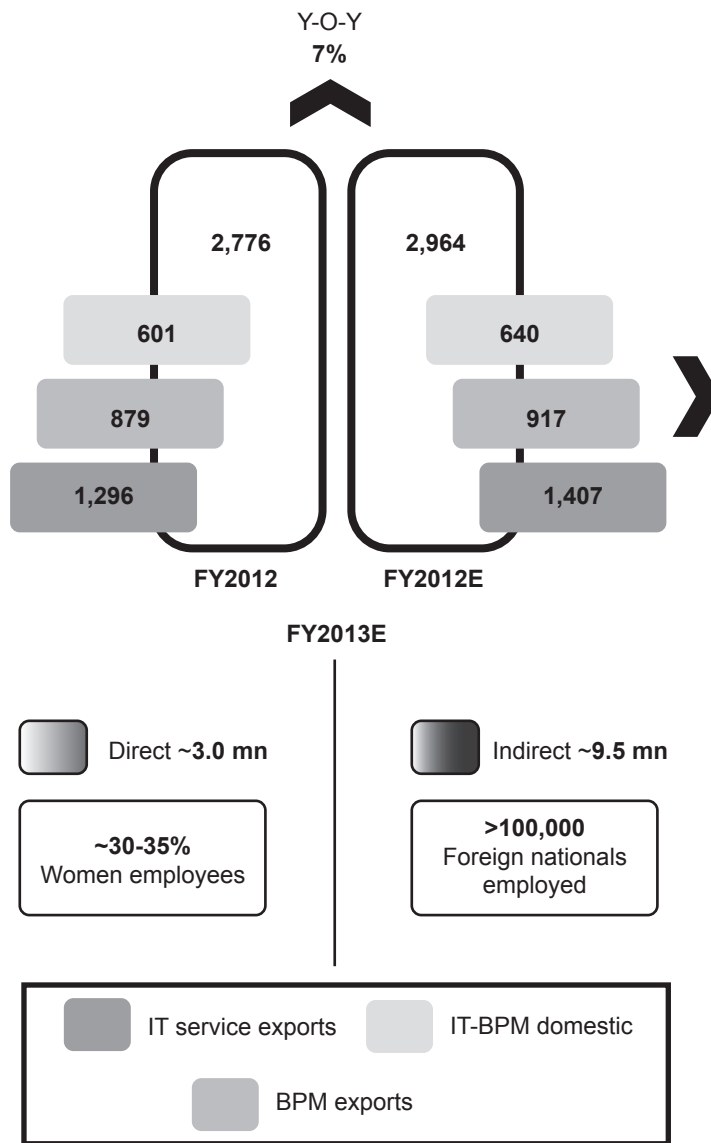 Y-O-Y
7%
2,776
2,964
601
640
879
917
1,296
1,407
FY2012
FY2012E
FY2013E
Direct ~3.0 mn
Indirect ~9.5 mn
~30-35%
Women employees
>100,000
Foreign nationals
employed
IT service exports
IT-BPM domestic
BPM exports